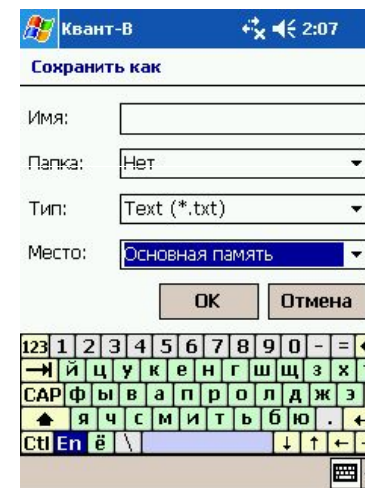 Квант-В 2:07
Сохранить как
Имя:
Папка: Нет
Тип: Text (*.txt)
Место: Основная память
OK Отмена
123 1 2 3 4 5 6 7 8 9 0 - =
й ц у к е н г ш щ з х
CAP ф ы в а п р о л д ж э
я ч с м и т ь б ю .
Ctl En ё \